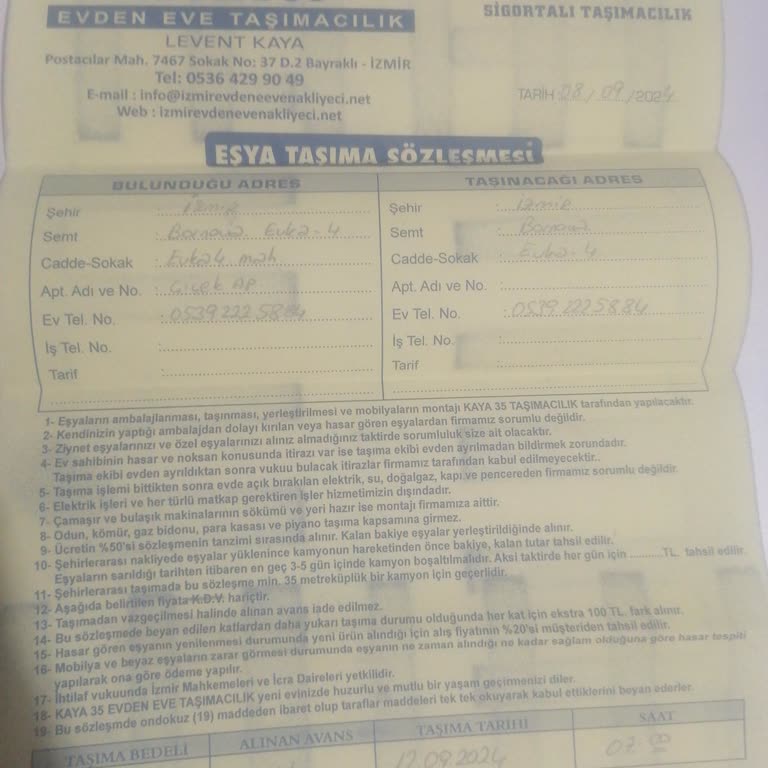 EVDEN EVE TAŞIMACILIK
SİGORTALI TAŞIMACILIK
LEVENT KAYA
Postacılar Mah. 7467 Sokak No: 37 D.2 Bayraklı - İZMİR
Tel: 0536 429 90 49
E-mail : info@izmirevdeneevenakliyeci.net
Web : izmirevdenevenakliyeci.net
TARİH 08/09/2024
EŞYA TAŞIMA SÖZLEŞMESİ
BULUNDUĞU ADRES
Şehir : İzmir
Semt : Bornova Evka-4
Cadde-Sokak : Evka4 mah
Apt. Adı ve No. : Çiçek AP.
Ev Tel. No. : 0539 222 5884
İş Tel. No. :
Tarif :
TAŞINACAĞI ADRES
Şehir : İzmir
Semt : Bornova
Cadde-Sokak : Evka-4
Apt. Adı ve No. :
Ev Tel. No. : 0539 222 5884
İş Tel. No. :
Tarif :
1- Eşyaların ambalajlanması, taşınması, yerleştirilmesi ve mobilyaların montajı KAYA 35 TAŞIMACILIK tarafından yapılacaktır.
2- Kendinizin yaptığı ambalajdan dolayı kırılan veya hasar gören eşyalardan firmamız sorumlu değildir.
3- Ziynet eşyalarınızı ve özel eşyalarınızı alınız almadığınız taktirde sorumluluk size ait olacaktır.
4- Ev sahibinin hasar ve noksan konusunda itirazı var ise taşıma ekibi evden ayrılmadan bildirmek zorundadır.
Taşıma ekibi evden ayrıldıktan sonra vukuu bulacak itirazlar firmamız tarafından kabul edilmeyecektir..
5- Taşıma işlemi bittikten sonra evde açık bırakılan elektrik, su, doğalgaz, kapı ve pencereden firmamız sorumlu değildir.
6- Elektrik işleri ve her türlü matkap gerektiren işler hizmetimizin dışındadır.
7- Çamaşır ve bulaşık makinalarının sökümü ve yeri hazır ise montajı firmamıza aittir.
8- Odun, kömür, gaz bidonu, para kasası ve piyano taşıma kapsamına girmez.
9- Ücretin %50'si sözleşmenin tanzimi sırasında alınır. Kalan bakiye eşyalar yerleştirildiğinde alınır.
10- Şehirlerarası nakliyede eşyalar yüklenince kamyonun hareketinden önce bakiye, kalan tutar tahsil edilir.
Eşyaların sarıldığı tarihten itibaren en geç 3-5 gün içinde kamyon boşaltılmalıdır. Aksi taktirde her gün için ..........TL. tahsil edilir.
11- Şehirlerarası taşımada bu sözleşme min. 35 metreküplük bir kamyon için geçerlidir.
12- Aşağıda belirtilen fiyata K.D.V. hariçtir.
13- Taşımadan vazgeçilmesi halinde alınan avans iade edilmez.
14- Bu sözleşmede beyan edilen katlardan daha yukarı taşıma durumu olduğunda her kat için ekstra 100 TL. fark alınır.
15- Hasar gören eşyanın yenilenmesi durumunda yeni ürün alındığı için alış fiyatının %20'si müşteriden tahsil edilir.
16- Mobilya ve beyaz eşyaların zarar görmesi durumunda eşyanın ne zaman alındığı ne kadar sağlam olduğuna göre hasar tespiti
yapılarak ona göre ödeme yapılır.
17- İhtilaf vukuunda İzmir Mahkemeleri ve İcra Daireleri yetkilidir.
18- KAYA 35 EVDEN EVE TAŞIMACILIK yeni evinizde huzurlu ve mutlu bir yaşam geçirmenizi diler.
19- Bu sözleşmde ondokuz (19) maddeden ibaret olup taraflar maddeleri tek tek okuyarak kabul ettiklerini beyan ederler.
TAŞIMA BEDELİ
ALINAN AVANS
TAŞIMA TARİHİ
SAAT
12.09.2024
07:00